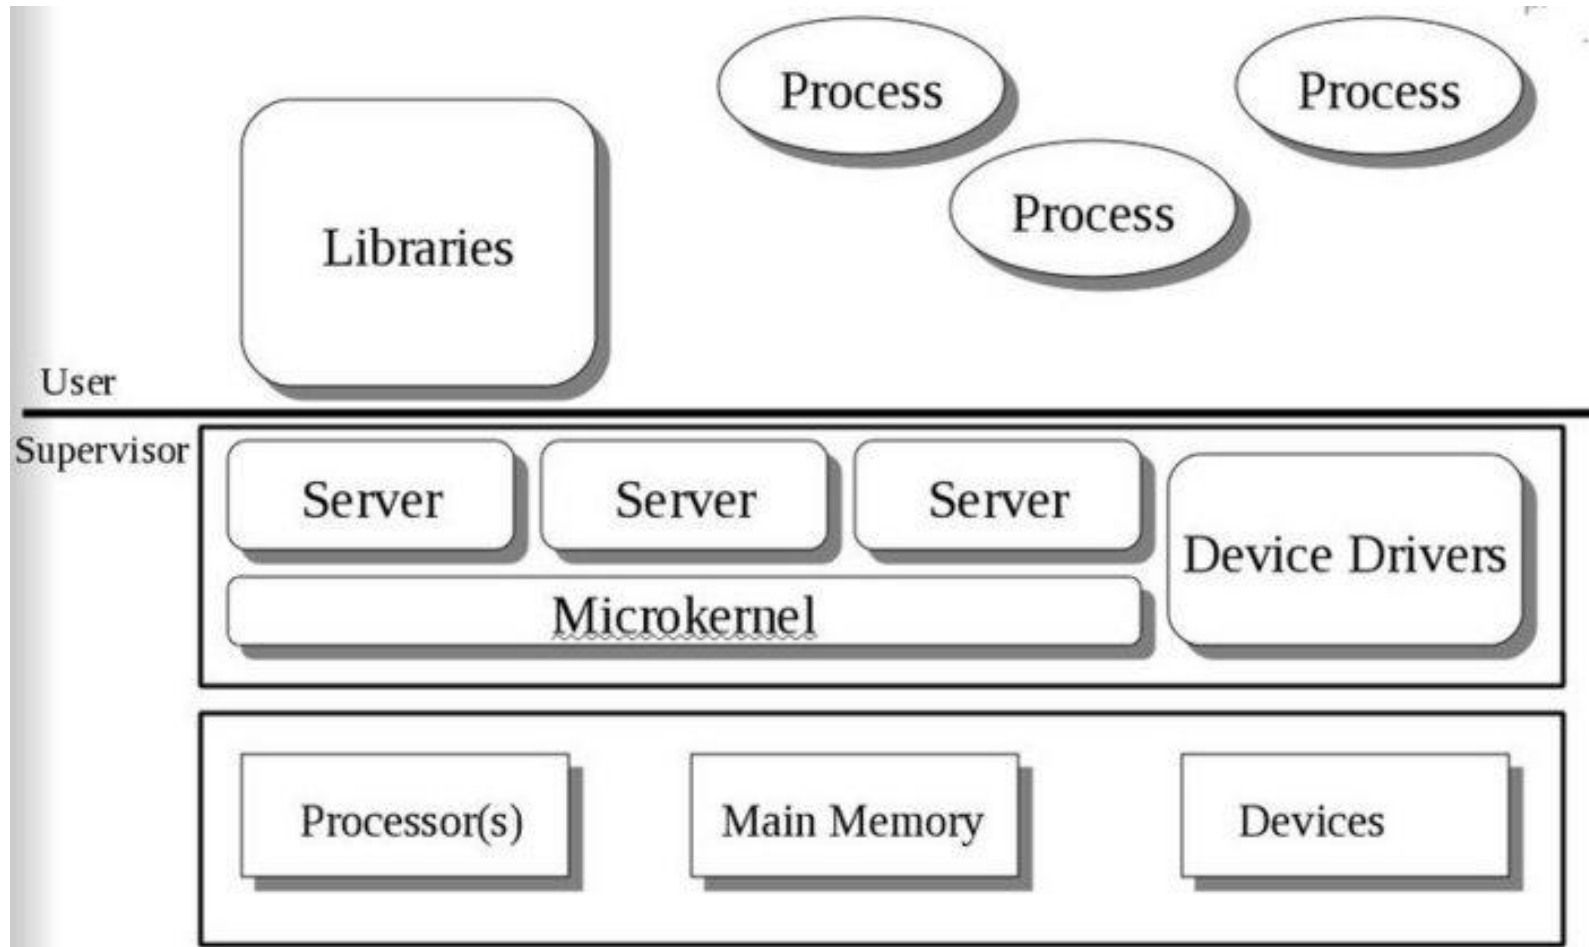 Process
Process
Process
Libraries
User
Supervisor
Server
Server
Server
Device Drivers
Microkernel
Processor(s)
Main Memory
Devices